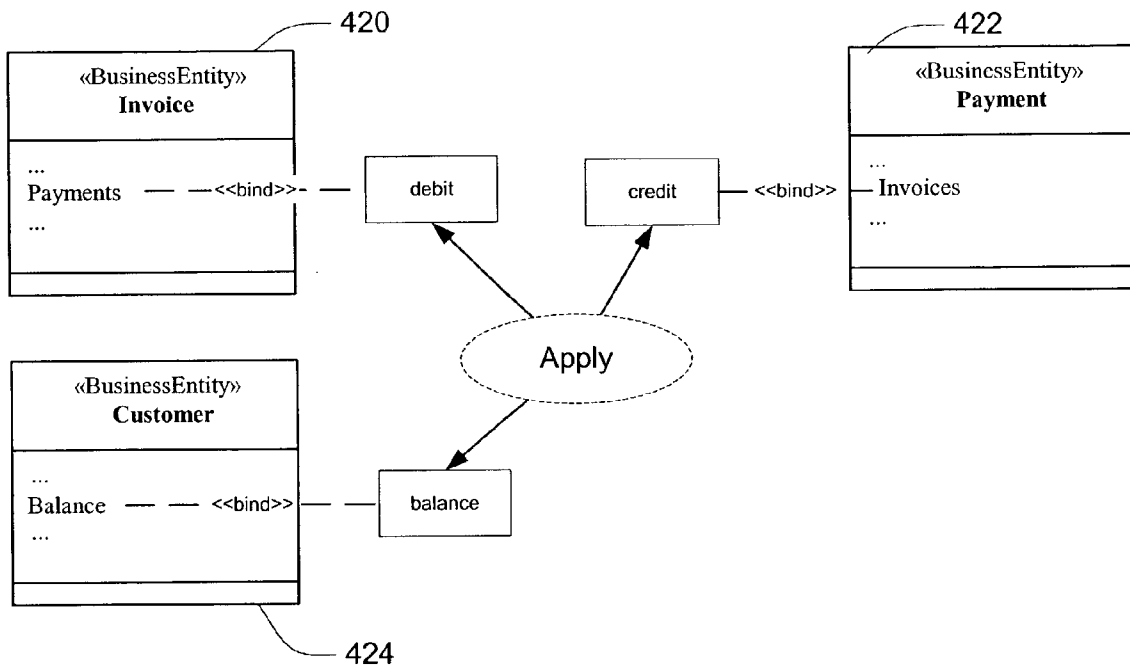 420
«BusinessEntity»
Invoice
...
Payments
<<bind>>
...
debit
credit
<<bind>>
422
«BusinessEntity»
Payment
...
Invoices
...
Apply
«BusinessEntity»
Customer
...
Balance
<<bind>>
...
balance
424